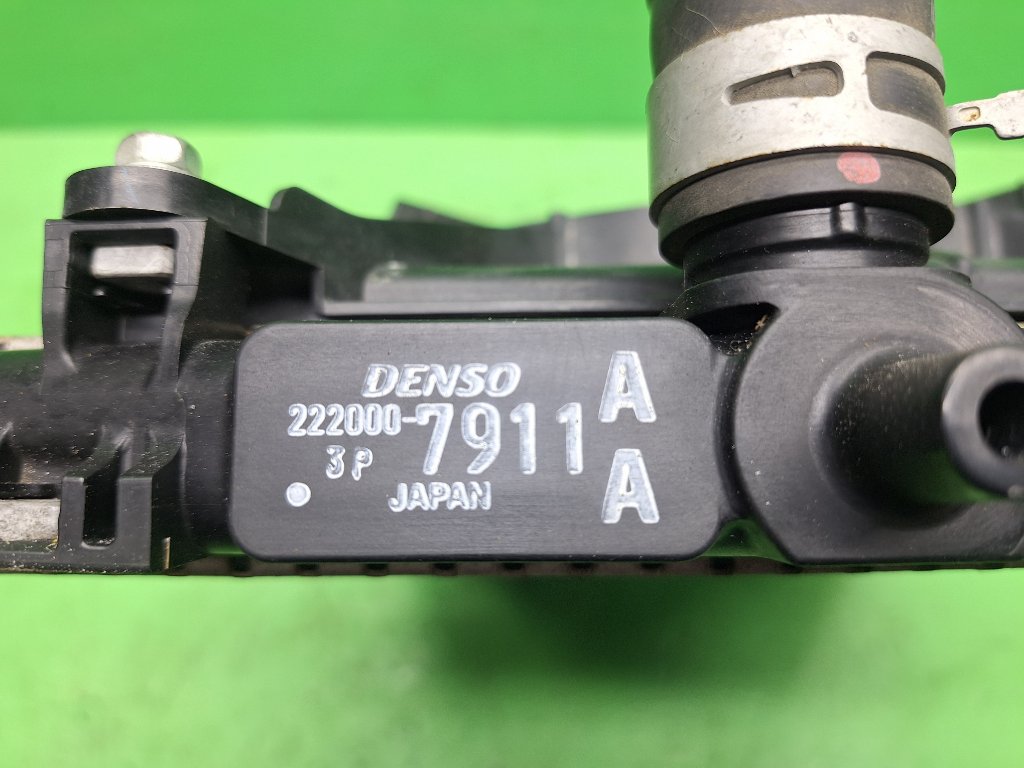 DENSO
222000-7911 A
3P
JAPAN A